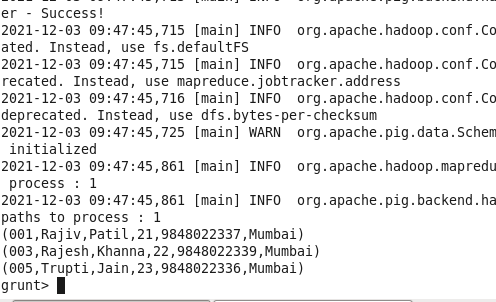 er - Success!
2021-12-03 09:47:45,715 [main] INFO  org.apache.hadoop.conf.Co
ated. Instead, use fs.defaultFS
2021-12-03 09:47:45,715 [main] INFO  org.apache.hadoop.conf.Co
recated. Instead, use mapreduce.jobtracker.address
2021-12-03 09:47:45,716 [main] INFO  org.apache.hadoop.conf.Co
deprecated. Instead, use dfs.bytes-per-checksum
2021-12-03 09:47:45,725 [main] WARN  org.apache.pig.data.Schem
 initialized
2021-12-03 09:47:45,861 [main] INFO  org.apache.hadoop.mapredu
 process : 1
2021-12-03 09:47:45,861 [main] INFO  org.apache.pig.backend.ha
paths to process : 1
(001,Rajiv,Patil,21,9848022337,Mumbai)
(003,Rajesh,Khanna,22,9848022339,Mumbai)
(005,Trupti,Jain,23,9848022336,Mumbai)
grunt>